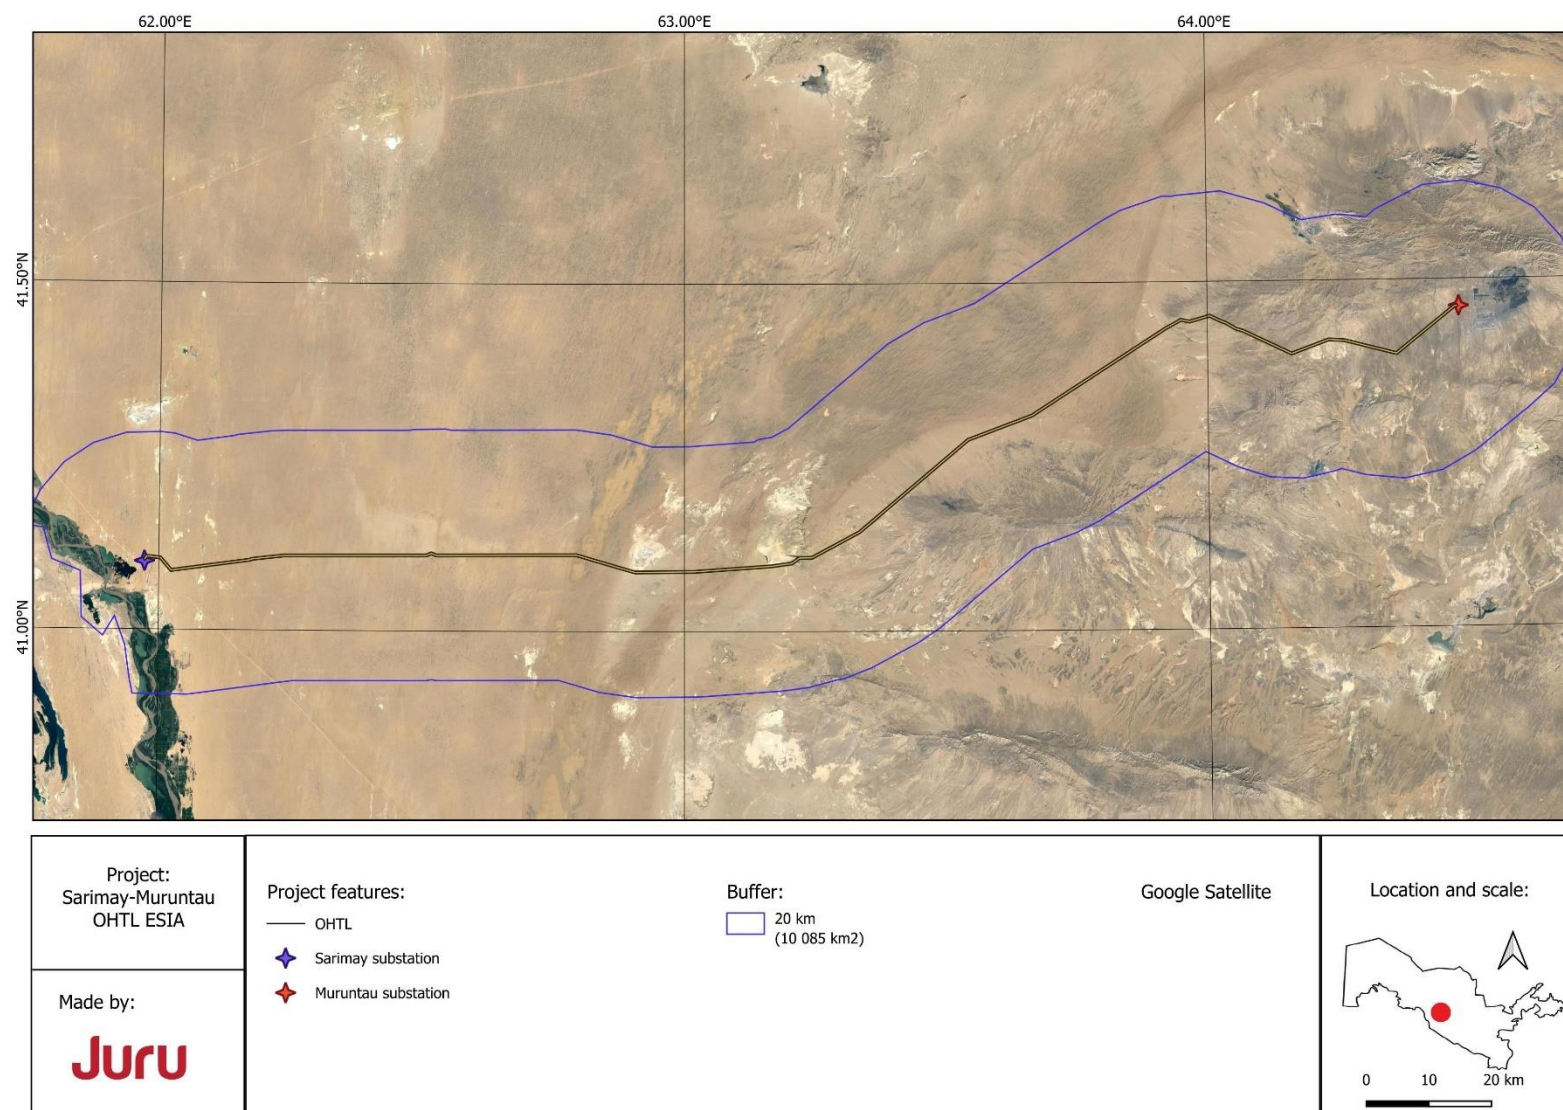 62.00°E
63.00°E
64.00°E
41.50°N
41.00°N
Project:
Sarimay-Muruntau
OHTL ESIA
Made by:
Juru
Project features:
OHTL
Sarimay substation
Muruntau substation
Buffer:
20 km
(10 085 km2)
Google Satellite
Location and scale:
0 10 20 km